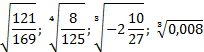 √(121/169); ⁴√(8/125); ³√(−2 10/27); ³√(0,008)